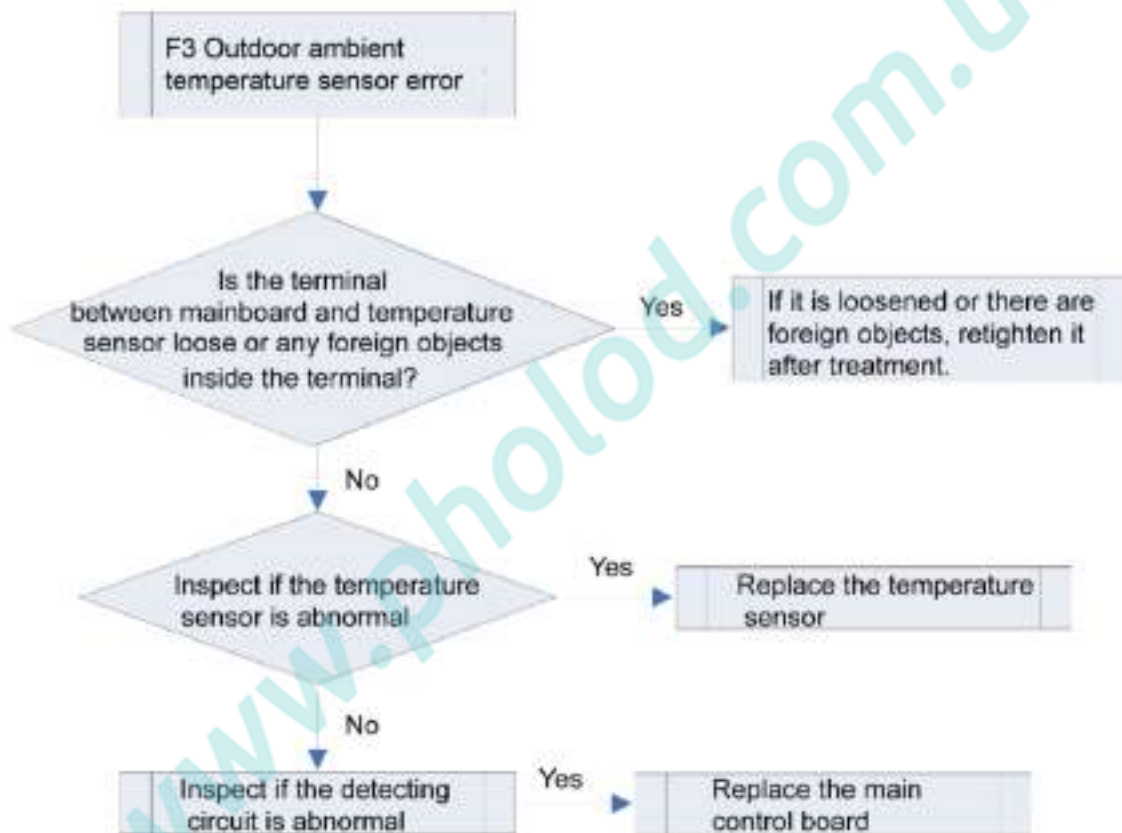 F3 Outdoor ambient
temperature sensor error
Is the terminal
between mainboard and temperature
sensor loose or any foreign objects
inside the terminal?
Yes
If it is loosened or there are
foreign objects, retighten it
after treatment.
No
Inspect if the temperature
sensor is abnormal
Yes
Replace the temperature
sensor
No
Inspect if the detecting
circuit is abnormal
Yes
Replace the main
control board
www.pholod.com.u